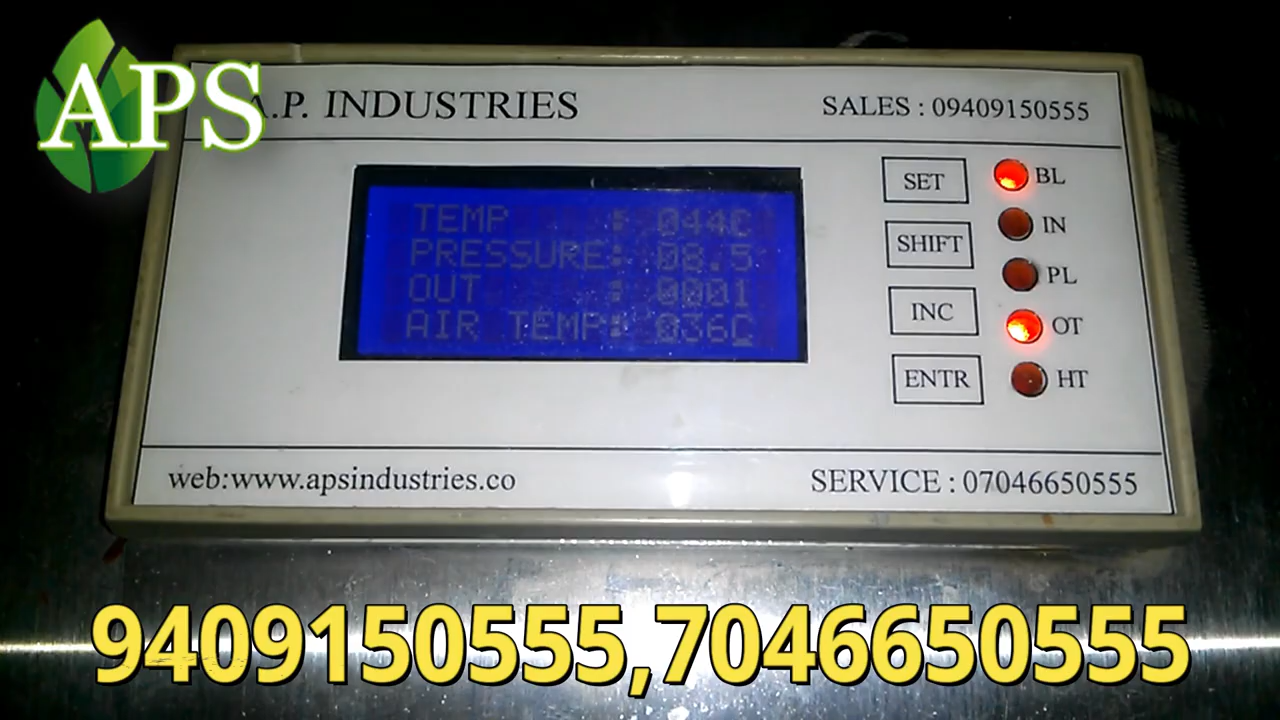 APS
A.P. INDUSTRIES
SALES : 09409150555
TEMP : 044C
PRESSURE: 08.5
OUT : 0001
AIR TEMP: 036C
SET
SHIFT
INC
ENTR
BL
IN
PL
OT
HT
web:www.apsindustries.co
SERVICE : 07046650555
9409150555,7046650555